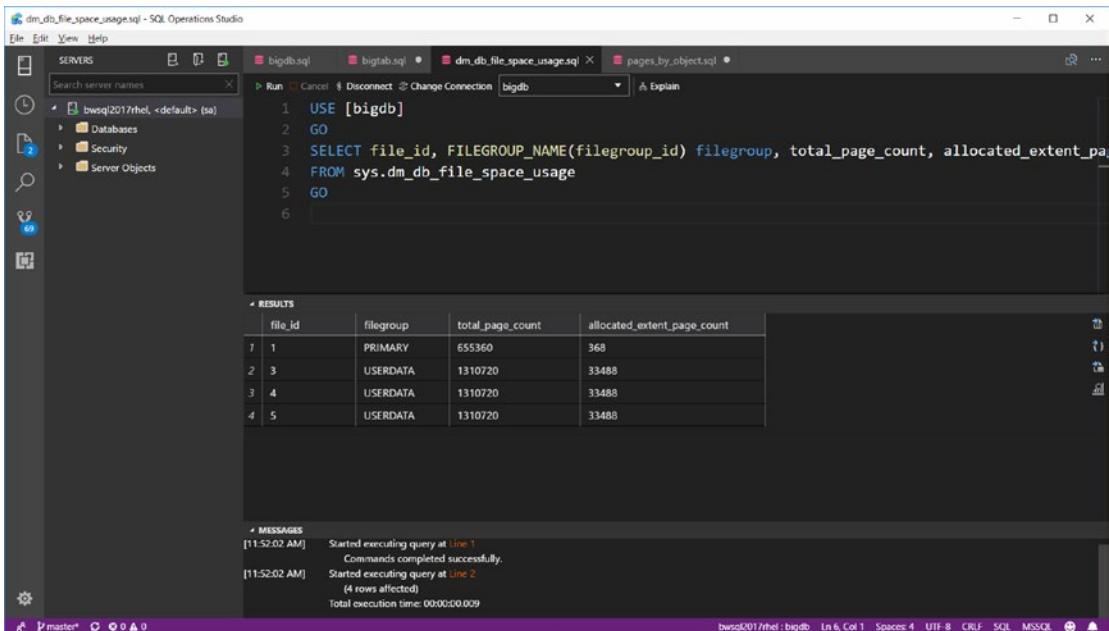 dm_db_file_space_usage.sql - SQL Operations Studio
File Edit View Help
SERVERS
Search server names
bwsql2017rhel, <default> (sa)
Databases
Security
Server Objects
2
69
bigdb.sql
bigtab.sql
dm_db_file_space_usage.sql
pages_by_object.sql
Run Cancel Disconnect Change Connection bigdb Explain
1 USE [bigdb]
2 GO
3 SELECT file_id, FILEGROUP_NAME(filegroup_id) filegroup, total_page_count, allocated_extent_pa
4 FROM sys.dm_db_file_space_usage
5 GO
6
RESULTS
file_id filegroup total_page_count allocated_extent_page_count
1 1 PRIMARY 655360 368
2 3 USERDATA 1310720 33488
3 4 USERDATA 1310720 33488
4 5 USERDATA 1310720 33488
MESSAGES
[11:52:02 AM] Started executing query at Line 1
Commands completed successfully.
[11:52:02 AM] Started executing query at Line 2
(4 rows affected)
Total execution time: 00:00:00.009
master* 0 0 bwsql2017rhel : bigdb Ln 6, Col 1 Spaces: 4 UTF-8 CRLF SQL MSSQL